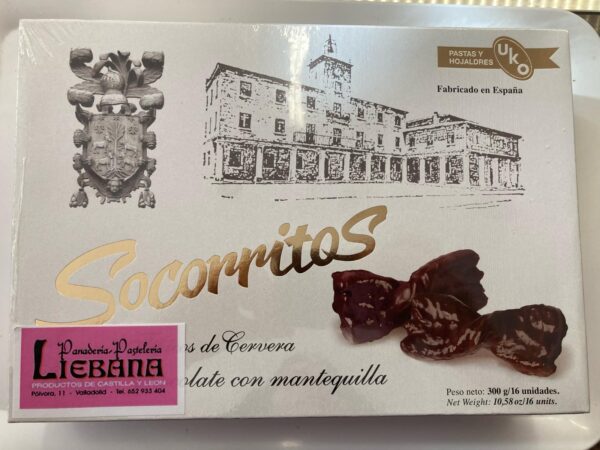 PASTAS Y
HOJALDRES
UKO
Fabricado en España
Socorritos
os de Cervera
olate con mantequilla
Panadería-Pastelería
LIEBANA
PRODUCTOS DE CASTILLA Y LEON
Pólvora, 11 - Valladolid - Tel. 652 933 404
Peso neto: 300 g/16 unidades.
Net Weight: 10,58 oz/16 units.